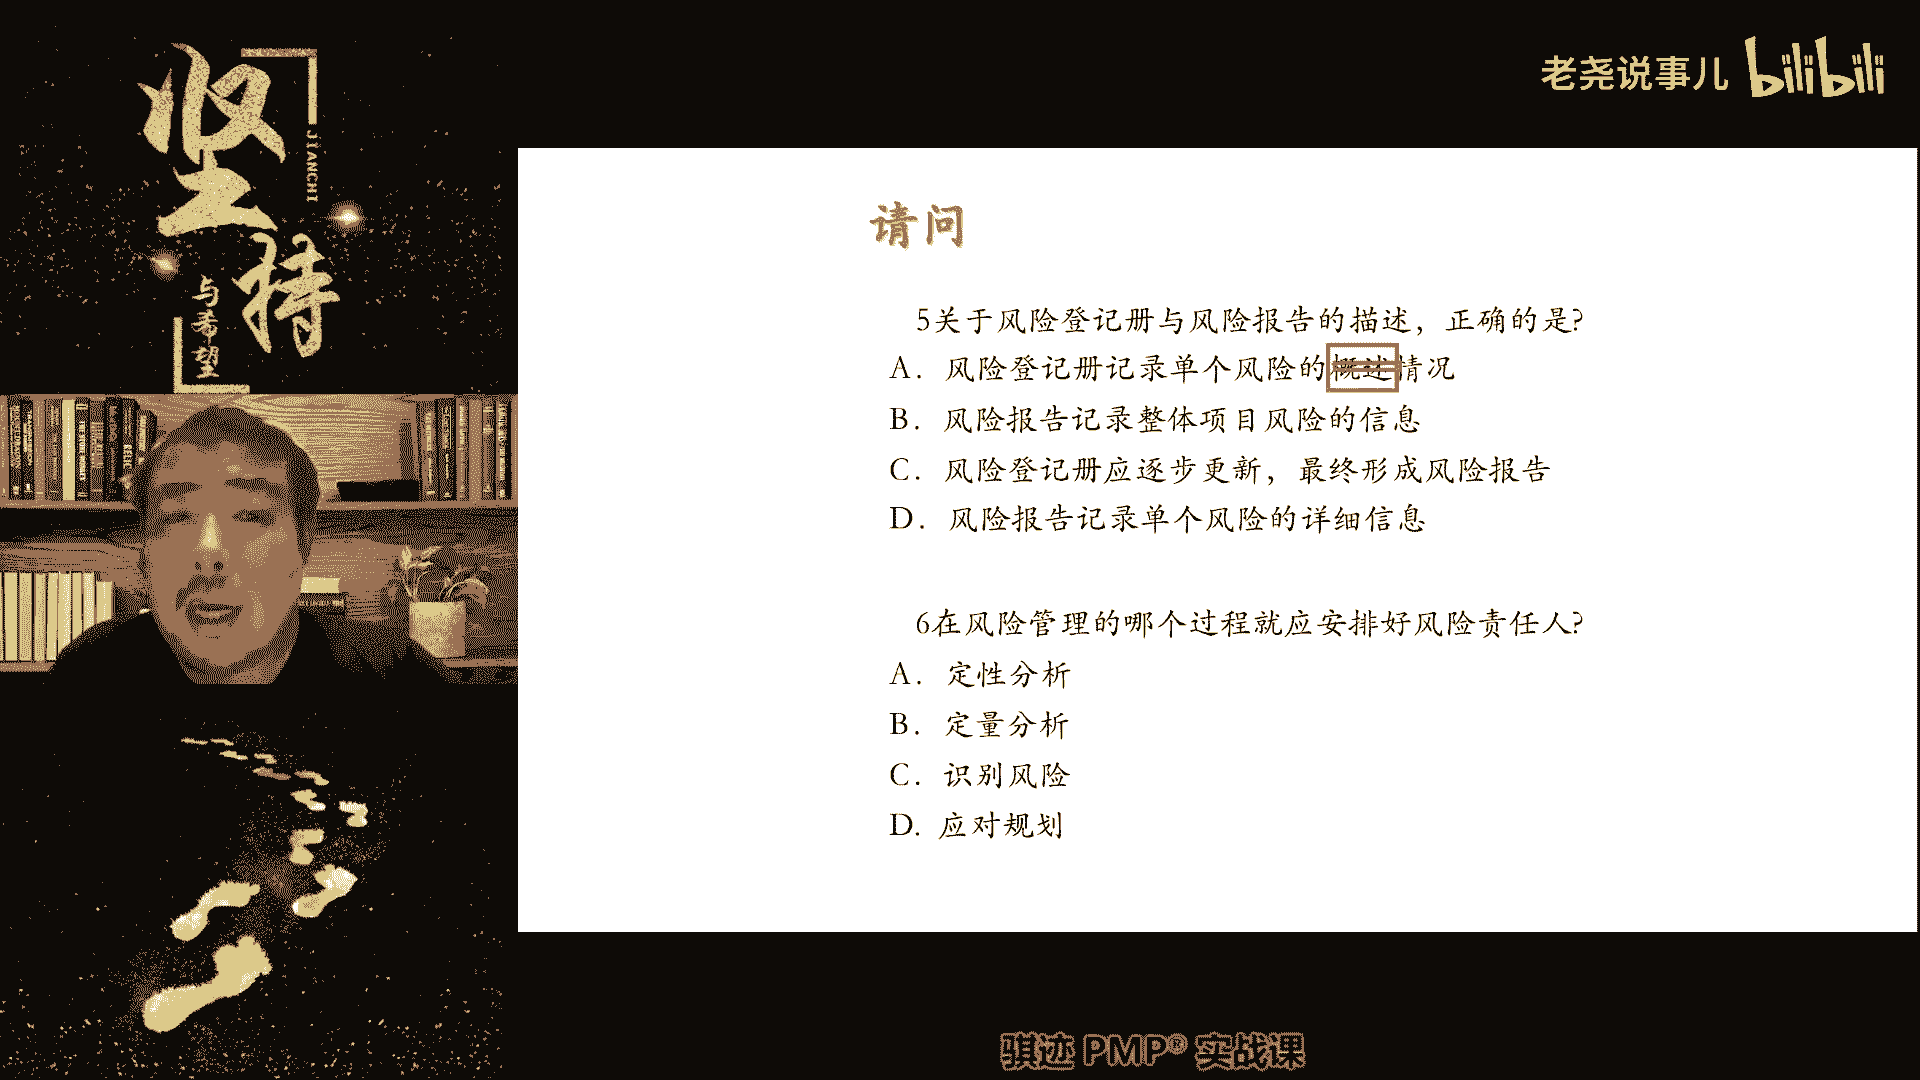 坚持
JIANCHI
与希望
老尧说事儿 bilibili
请问
5关于风险登记册与风险报告的描述，正确的是?
A. 风险登记册记录单个风险的概述情况
B. 风险报告记录整体项目风险的信息
C. 风险登记册应逐步更新，最终形成风险报告
D. 风险报告记录单个风险的详细信息
6在风险管理的哪个过程就应安排好风险责任人?
A. 定性分析
B. 定量分析
C. 识别风险
D. 应对规划
骐迹 PMP® 实战课